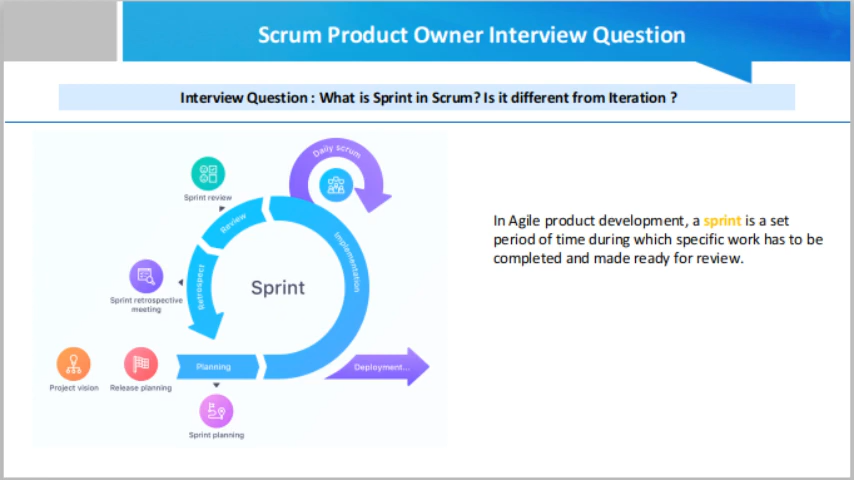 Scrum Product Owner Interview Question
Interview Question : What is Sprint in Scrum? Is it different from Iteration ?
Daily scrum
Sprint review
Review
Implementation
In Agile product development, a sprint is a set
period of time during which specific work has to be
completed and made ready for review.
Retrospect
Sprint
Sprint retrospective
meeting
Planning
Deployment...
Project vision
Release planning
Sprint planning